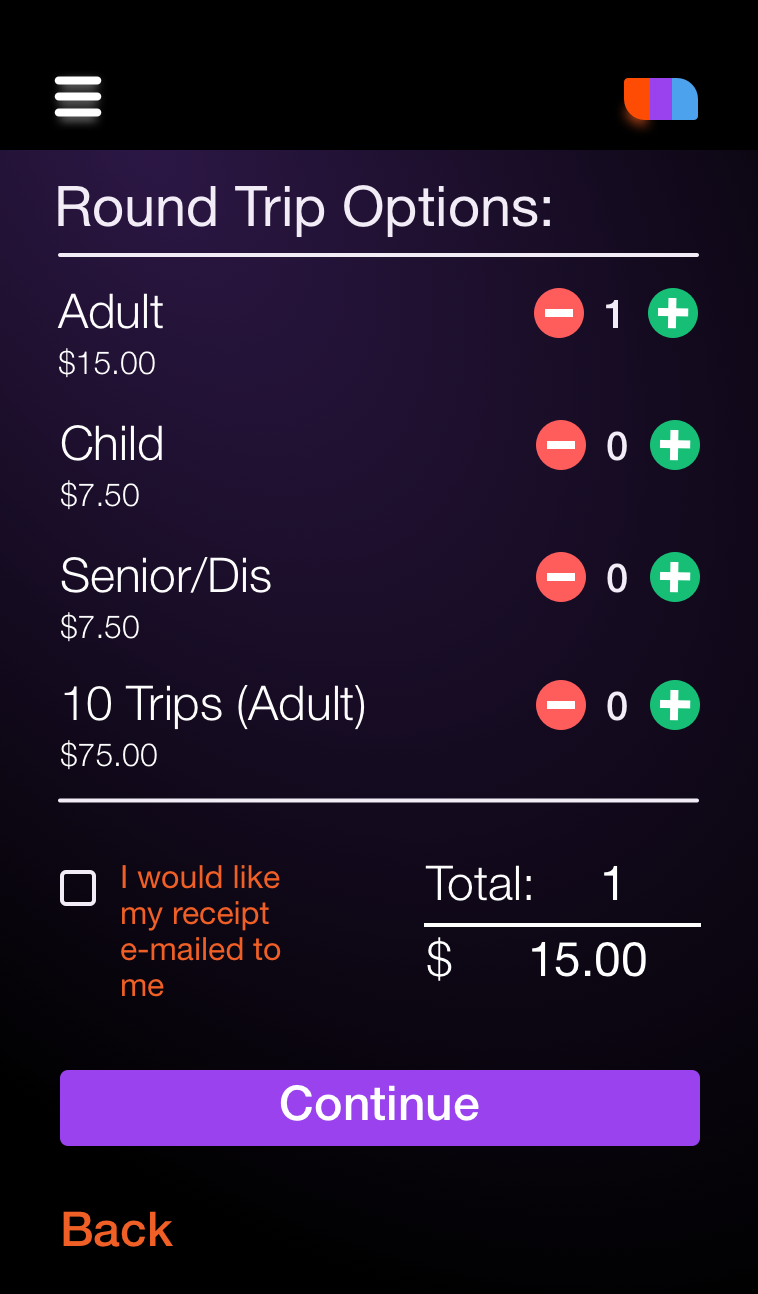 Round Trip Options:
Adult 1
$15.00
Child 0
$7.50
Senior/Dis 0
$7.50
10 Trips (Adult) 0
$75.00
I would like
my receipt
e-mailed to
me
Total: 1
$ 15.00
Continue
Back